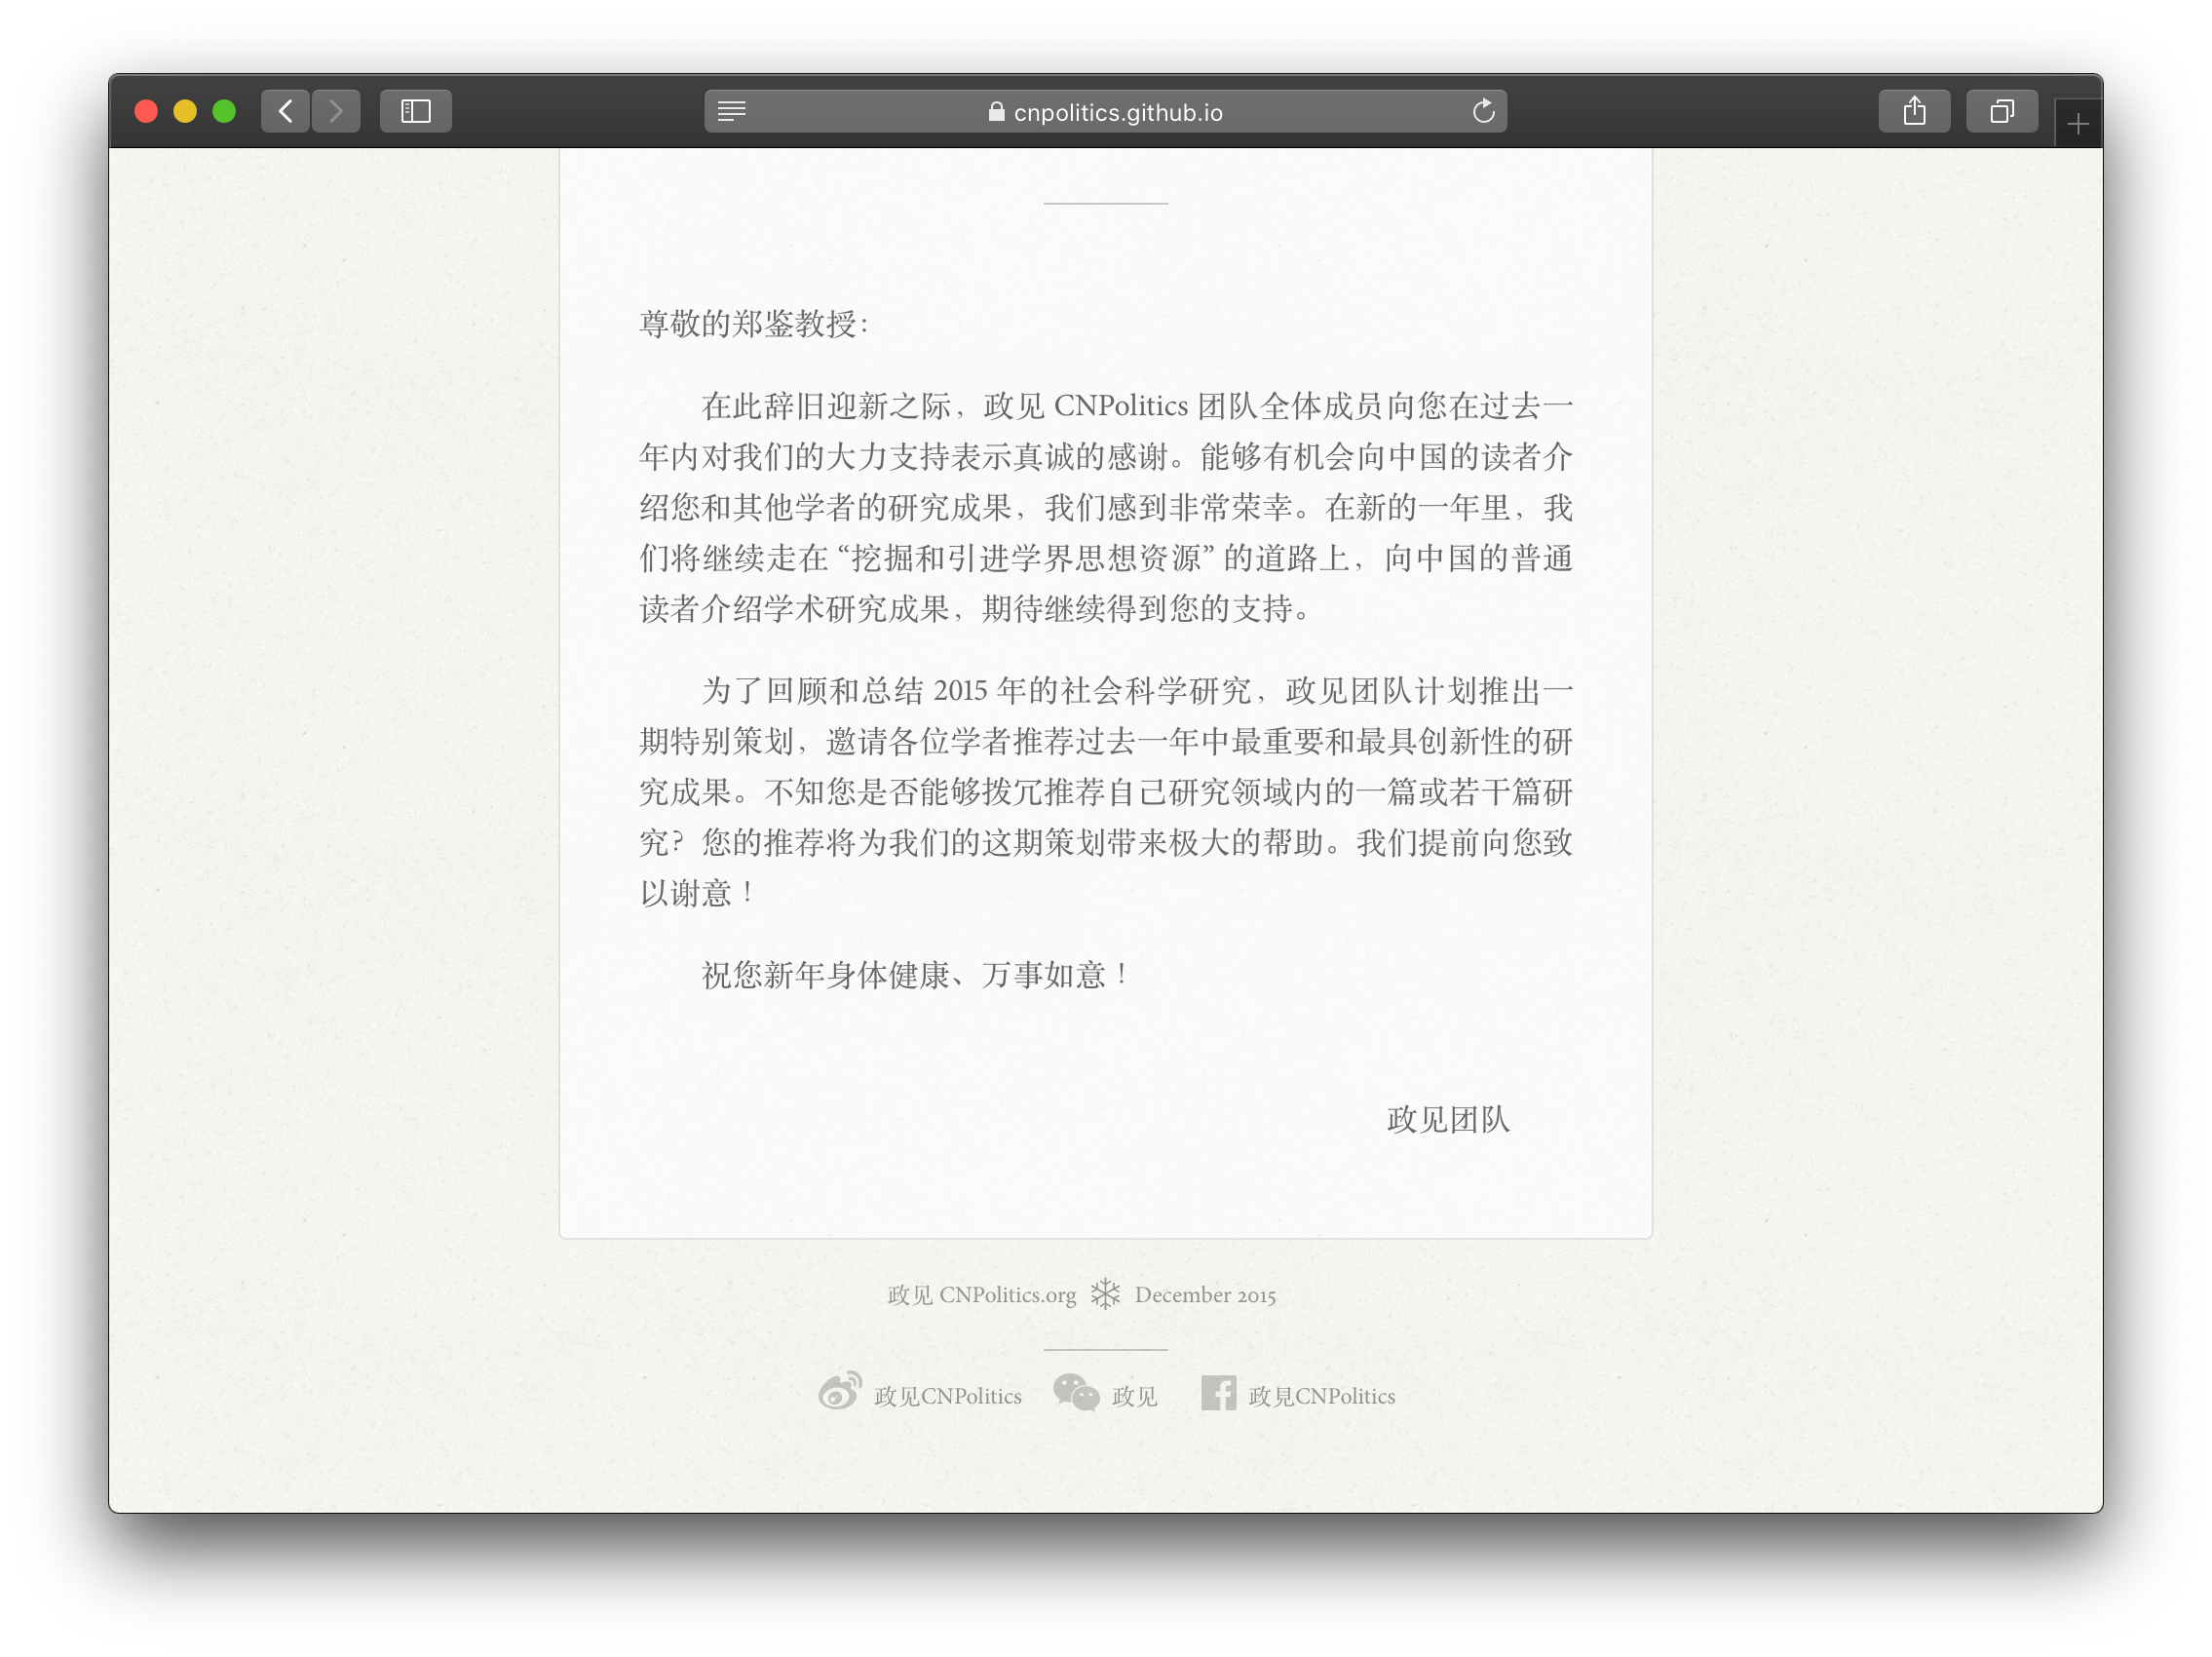 cnpolitics.github.io
尊敬的郑鉴教授：
在此辞旧迎新之际，政见 CNPolitics 团队全体成员向您在过去一
年内对我们的大力支持表示真诚的感谢。能够有机会向中国的读者介
绍您和其他学者的研究成果，我们感到非常荣幸。在新的一年里，我
们将继续走在 “挖掘和引进学界思想资源” 的道路上，向中国的普通
读者介绍学术研究成果，期待继续得到您的支持。
为了回顾和总结 2015 年的社会科学研究，政见团队计划推出一
期特别策划，邀请各位学者推荐过去一年中最重要和最具创新性的研
究成果。不知您是否能够拨冗推荐自己研究领域内的一篇或若干篇研
究？您的推荐将为我们的这期策划带来极大的帮助。我们提前向您致
以谢意！
祝您新年身体健康、万事如意！
政见团队
政见 CNPolitics.org December 2015
政见CNPolitics 政见 政見CNPolitics